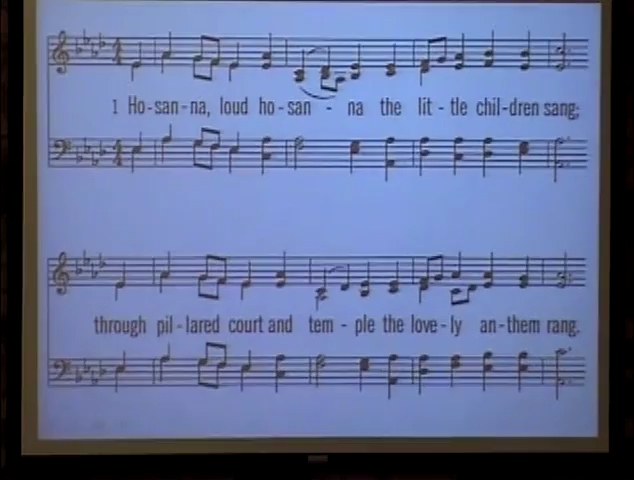 1 Ho-san-na, loud ho-san - na the lit-tle chil-dren sang;
through pil-lared court and tem - ple the love-ly an-them rang.